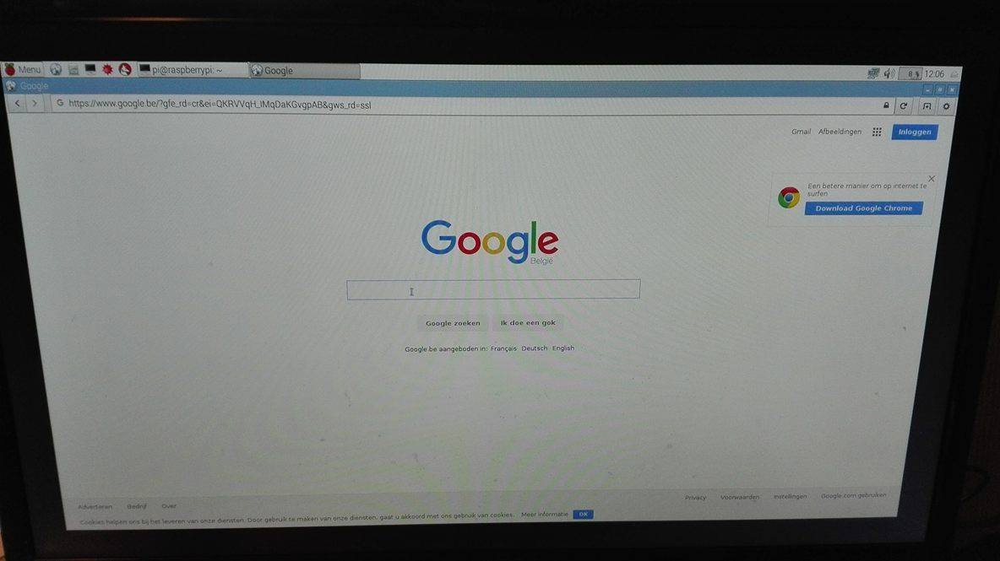 Menu pi@raspberrypi: ~ Google 12:06
Google
https://www.google.be/?gfe_rd=cr&ei=QKRVVqH_IMqDaKGvgpAB&gws_rd=ssl
Gmail Afbeeldingen Inloggen
Een betere manier om op internet te
surfen
Download Google Chrome
Google
België
Google zoeken Ik doe een gok
Google.be aangeboden in: Français Deutsch English
Adverteren Bedrijf Over Privacy Voorwaarden Instellingen Google.com gebruiken
Cookies helpen ons bij het leveren van onze diensten. Door gebruik te maken van onze diensten, gaat u akkoord met ons gebruik van cookies. Meer informatie OK